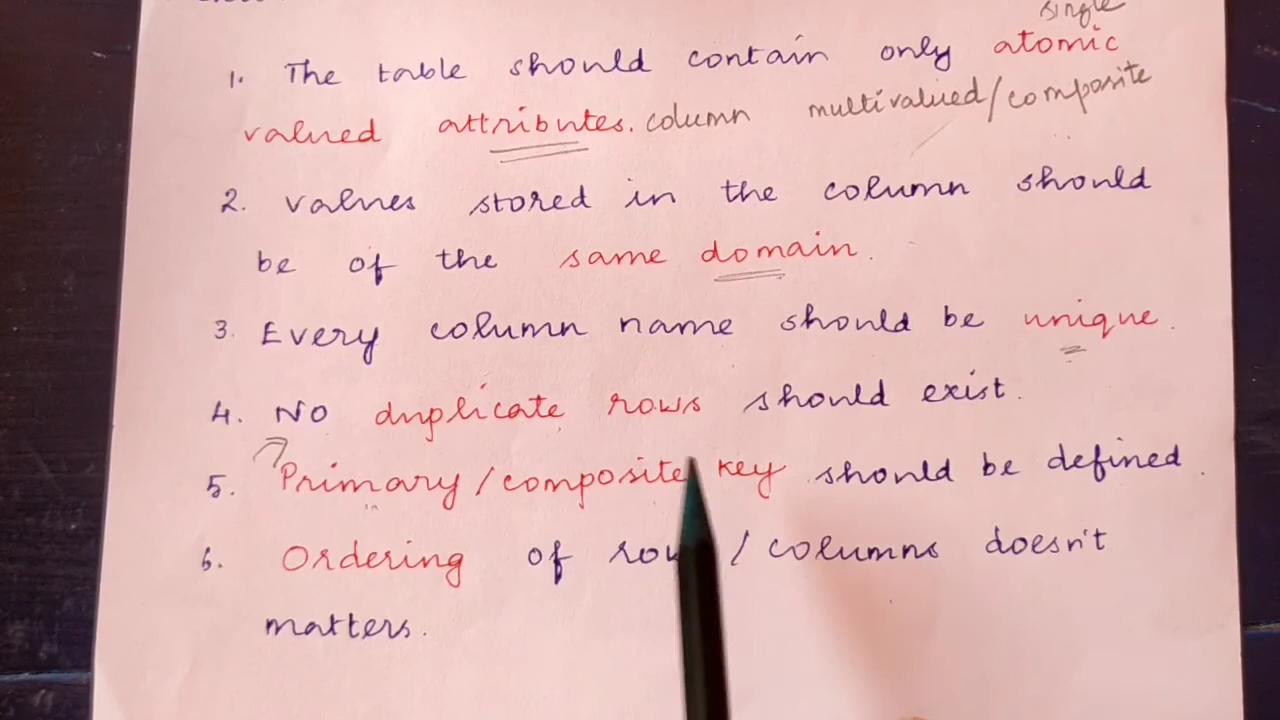 single
1. The table should contain only atomic
valued attributes. column multivalued/composite
2. values stored in the column should
be of the same domain.
3. Every column name should be unique.
4. No duplicate rows should exist.
5. Primary/composite key should be defined.
6. Ordering of / columns doesn't
matters.